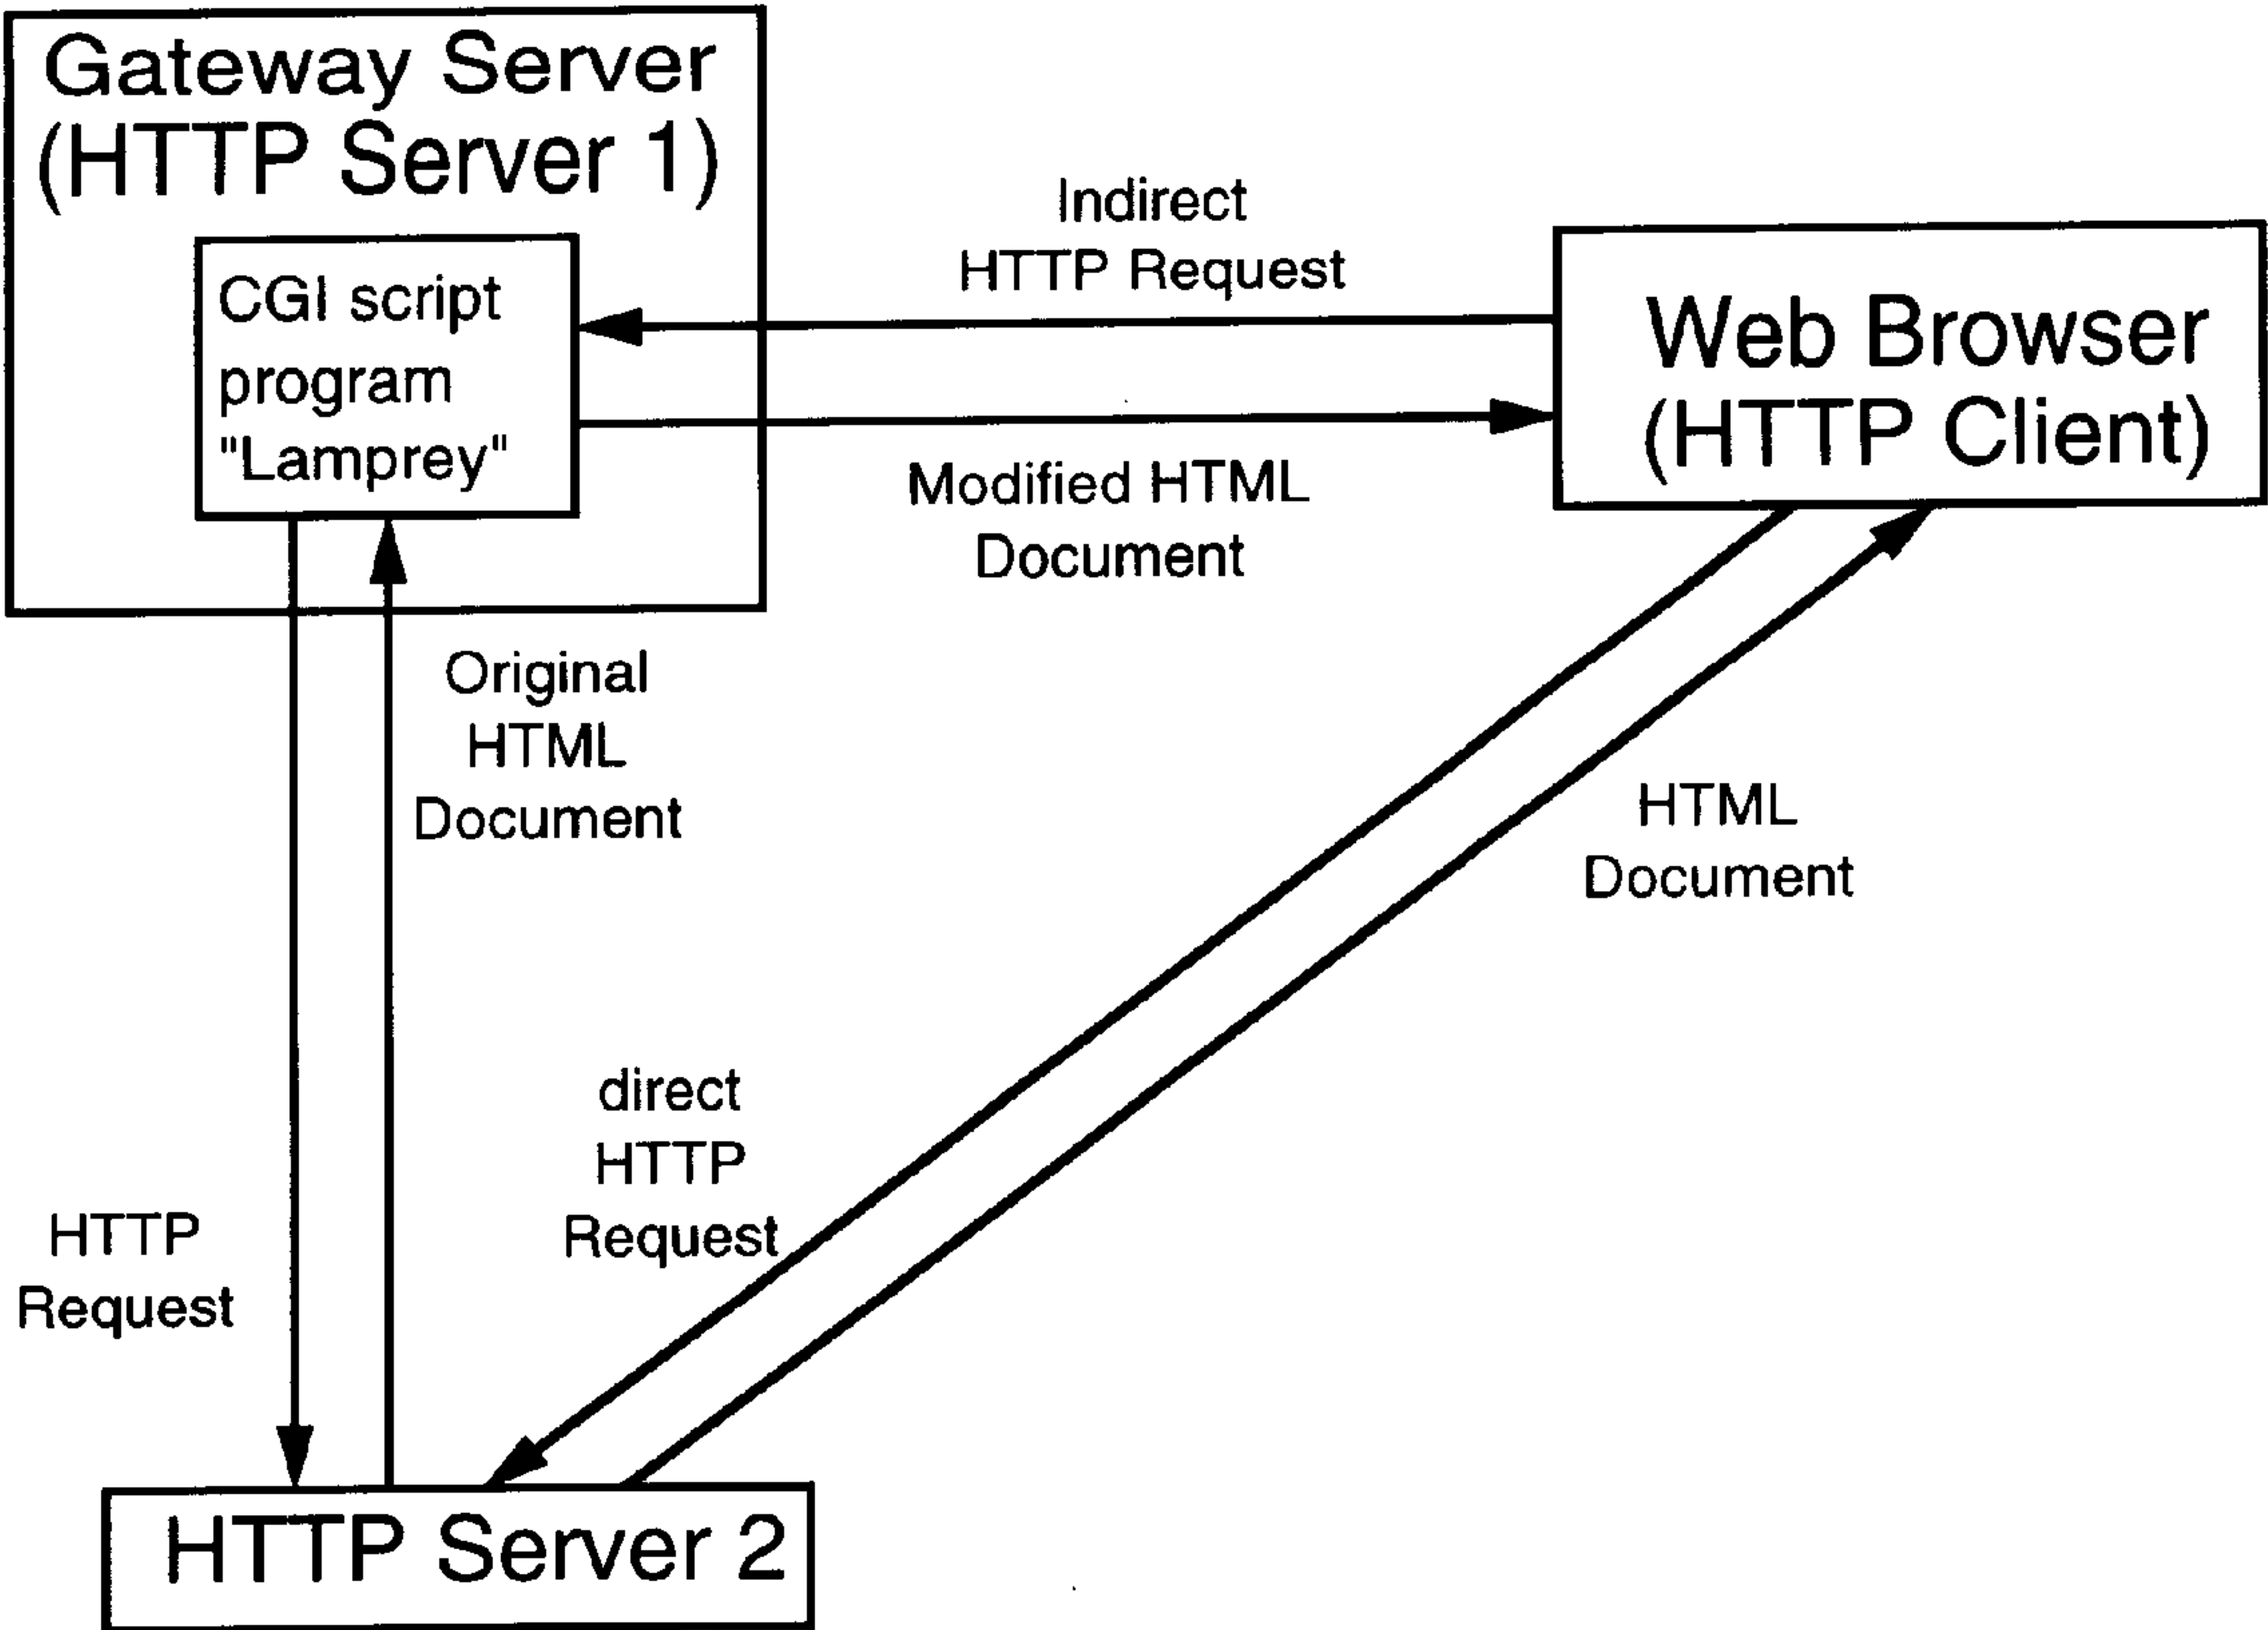 Gateway Server
(HTTP Server 1)
CGI script
program
"Lamprey"
Indirect
HTTP Request
Web Browser
(HTTP Client)
Modified HTML
Document
Original
HTML
Document
HTML
Document
direct
HTTP
Request
HTTP
Request
HTTP Server 2